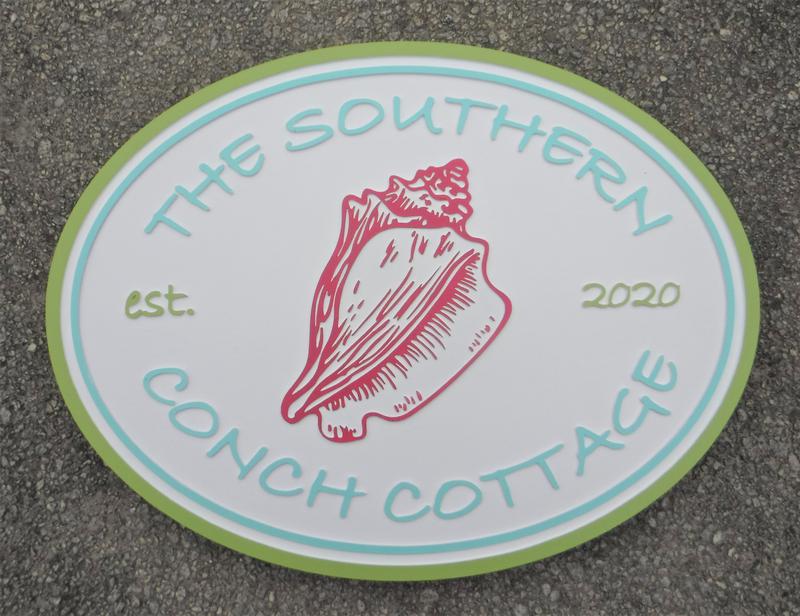 THE SOUTHERN
est. 2020
CONCH COTTAGE